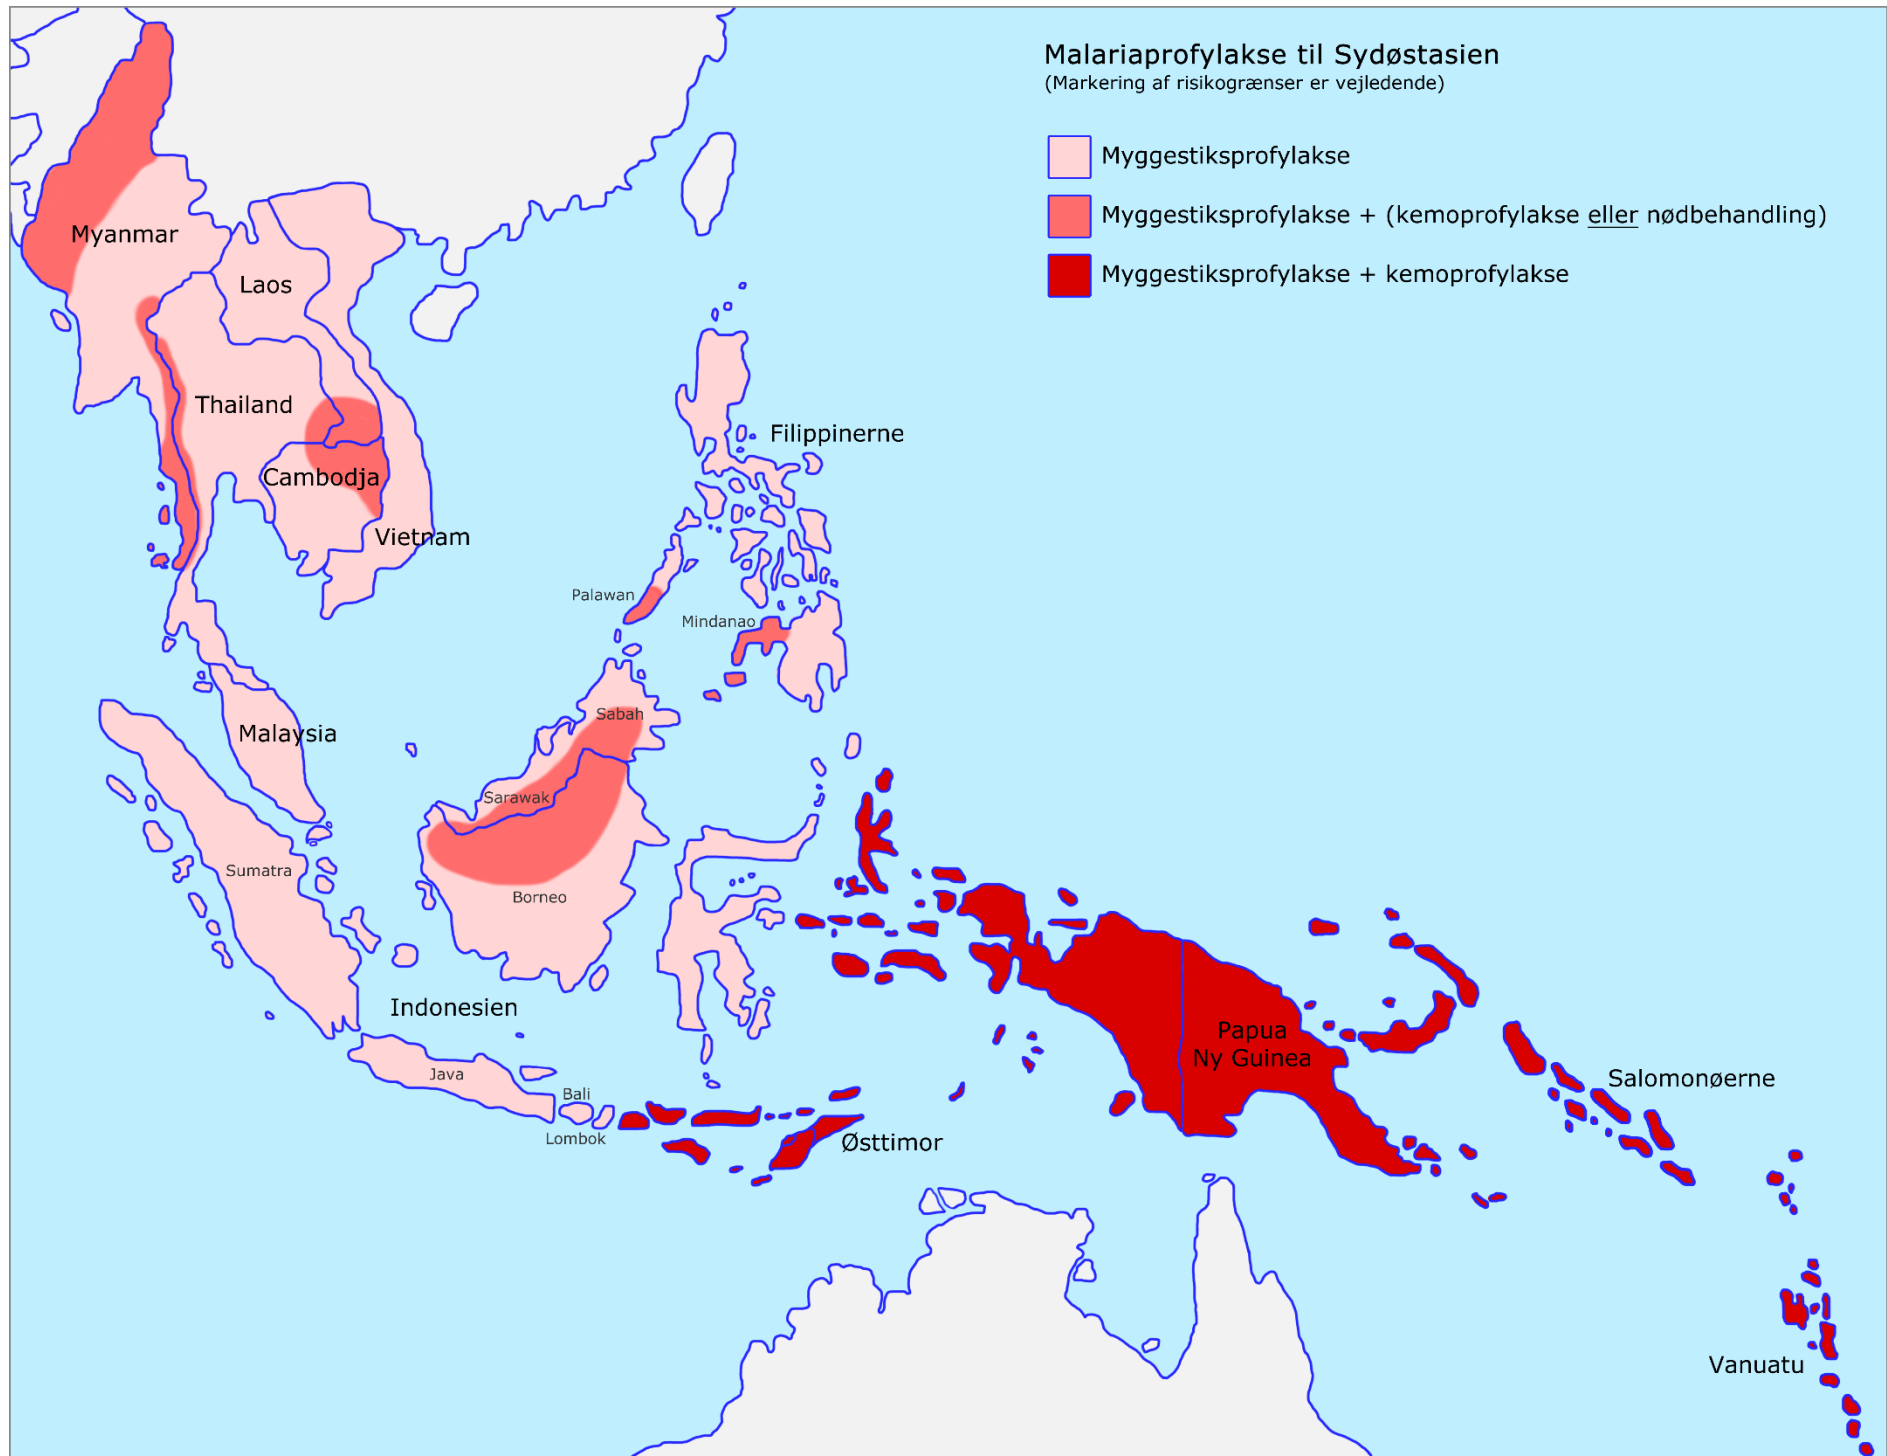 Malariaprofylakse til Sydøstasien
(Markering af risikogrænser er vejledende)
Myggestiksprofylakse
Myggestiksprofylakse + (kemoprofylakse eller nødbehandling)
Myggestiksprofylakse + kemoprofylakse
Myanmar
Laos
Thailand
Filippinerne
Cambodja
Vietnam
Palawan
Mindanao
Sabah
Malaysia
Sarawak
Sumatra
Borneo
Indonesien
Papua
Ny Guinea
Java
Salomonøerne
Bali
Lombok
Østtimor
Vanuatu